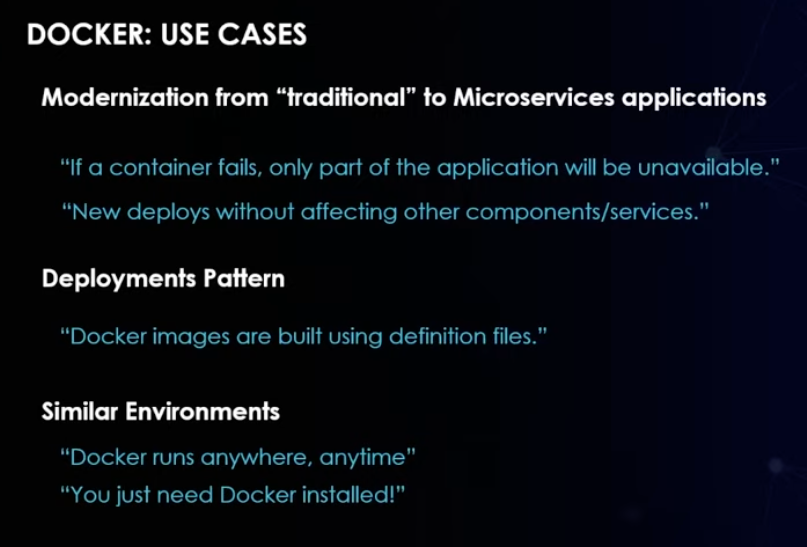 DOCKER: USE CASES
Modernization from “traditional” to Microservices applications
“If a container fails, only part of the application will be unavailable.”
“New deploys without affecting other components/services.”
Deployments Pattern
“Docker images are built using definition files.”
Similar Environments
“Docker runs anywhere, anytime”
“You just need Docker installed!”